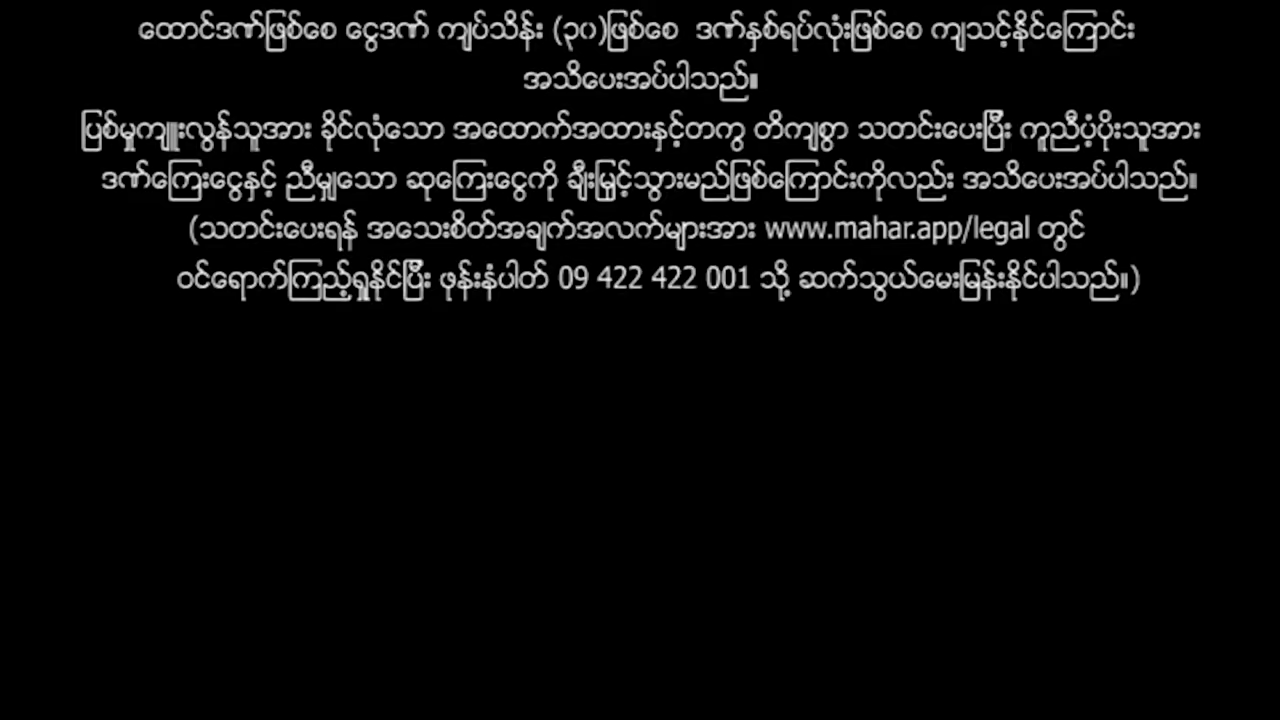 ထောင်ဒဏ်ဖြစ်စေ ငွေဒဏ် ကျပ်သိန်း (၃၀)ဖြစ်စေ ဒဏ်နှစ်ရပ်လုံးဖြစ်စေ ကျသင့်နိုင်ကြောင်း
အသိပေးအပ်ပါသည်။
ပြစ်မှုကျူးလွန်သူအား ခိုင်လုံသော အထောက်အထားနှင့်တကွ တိကျစွာ သတင်းပေးပြီး ကူညီပံ့ပိုးသူအား
ဒဏ်ကြေးငွေနှင့် ညီမျှသော ဆုကြေးငွေကို ချီးမြှင့်သွားမည်ဖြစ်ကြောင်းကိုလည်း အသိပေးအပ်ပါသည်။
(သတင်းပေးရန် အသေးစိတ်အချက်အလက်များအား www.mahar.app/legal တွင်
ဝင်ရောက်ကြည့်ရှုနိုင်ပြီး ဖုန်းနံပါတ် 09 422 422 001 သို့ ဆက်သွယ်မေးမြန်းနိုင်ပါသည်။)